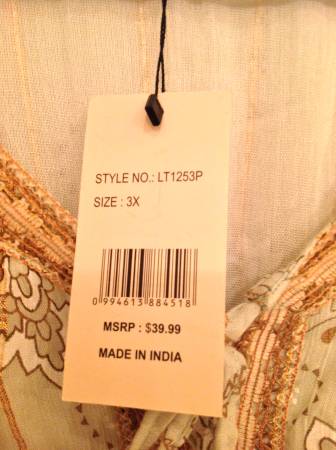 STYLE NO.: LT1253P
SIZE : 3X
0 994613 884518
MSRP : $39.99
MADE IN INDIA